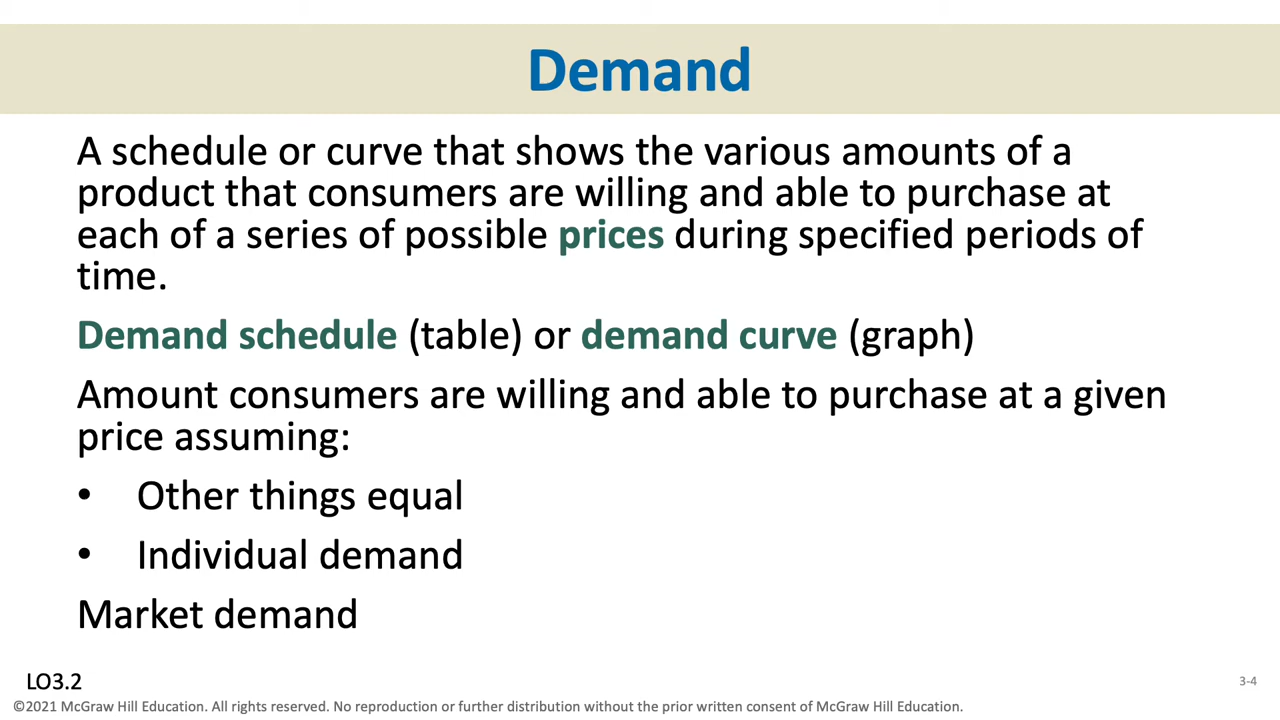 Demand
A schedule or curve that shows the various amounts of a
product that consumers are willing and able to purchase at
each of a series of possible prices during specified periods of
time.
Demand schedule (table) or demand curve (graph)
Amount consumers are willing and able to purchase at a given
price assuming:
• Other things equal
• Individual demand
Market demand
LO3.2
3-4
©2021 McGraw Hill Education. All rights reserved. No reproduction or further distribution without the prior written consent of McGraw Hill Education.